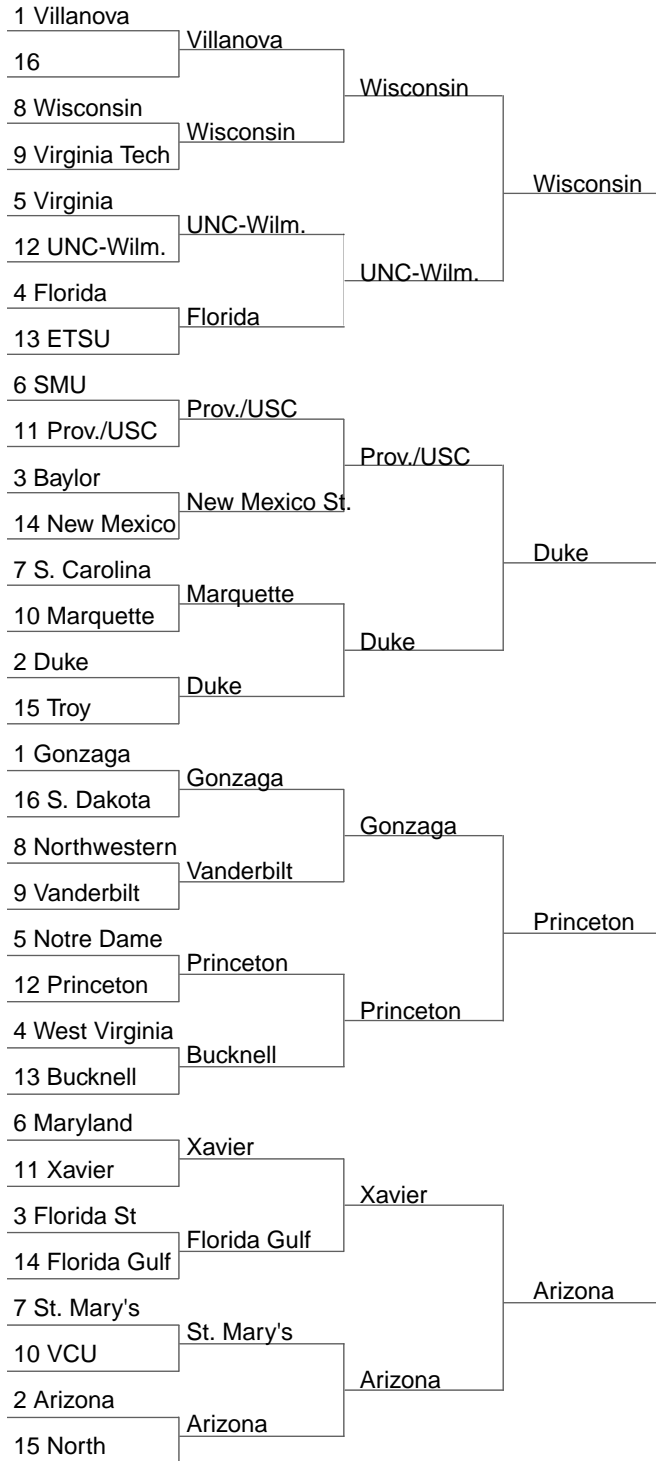 1 Villanova
16
8 Wisconsin
9 Virginia Tech
5 Virginia
12 UNC-Wilm.
4 Florida
13 ETSU
6 SMU
11 Prov./USC
3 Baylor
14 New Mexico
7 S. Carolina
10 Marquette
2 Duke
15 Troy
1 Gonzaga
16 S. Dakota
8 Northwestern
9 Vanderbilt
5 Notre Dame
12 Princeton
4 West Virginia
13 Bucknell
6 Maryland
11 Xavier
3 Florida St
14 Florida Gulf
7 St. Mary's
10 VCU
2 Arizona
15 North
Villanova
Wisconsin
UNC-Wilm.
Florida
Prov./USC
New Mexico St.
Marquette
Duke
Gonzaga
Vanderbilt
Princeton
Bucknell
Xavier
Florida Gulf
St. Mary's
Arizona
Wisconsin
UNC-Wilm.
Prov./USC
Duke
Gonzaga
Princeton
Xavier
Arizona
Wisconsin
Duke
Princeton
Arizona